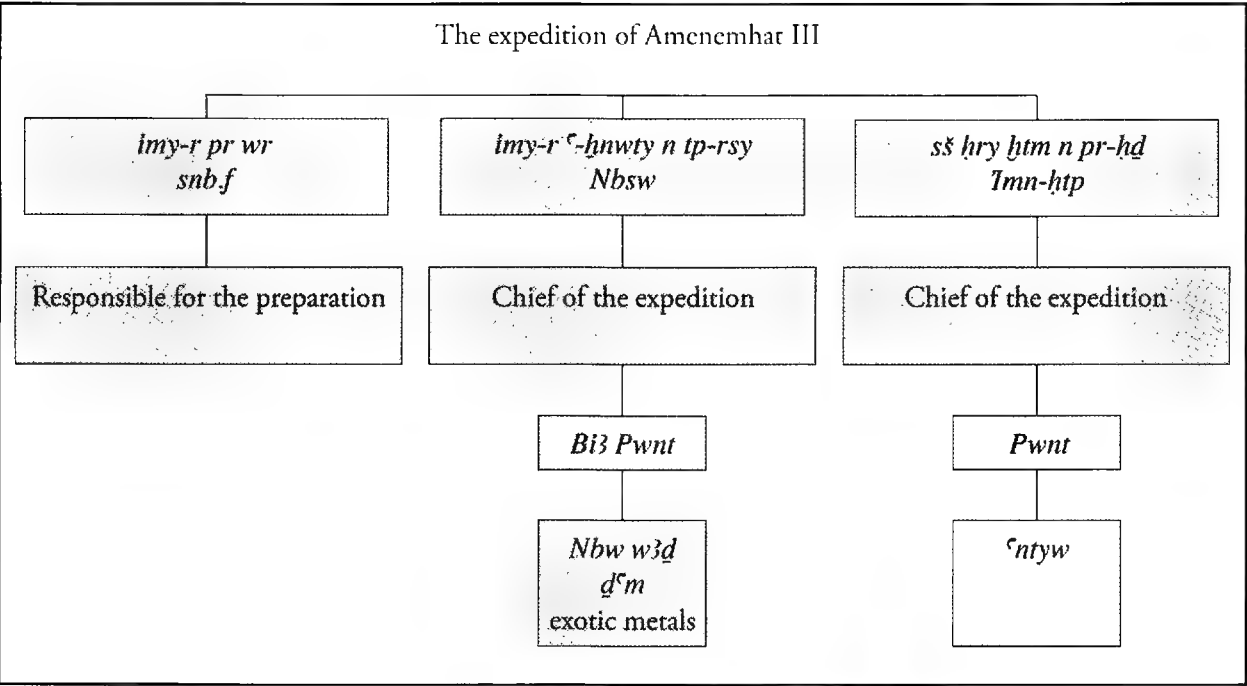 The expedition of Amenemhat III
imy-r pr wr
snb.f
imy-r ꜥ-ẖnwty n tp-rsy
Nbsw
sš ḥry ḫtm n pr-ḥḏ
Imn-ḥtp
Responsible for the preparation
Chief of the expedition
Chief of the expedition
Biꜣ Pwnt
Pwnt
Nbw wꜣḏ
ḏꜥm
exotic metals
ꜥntyw